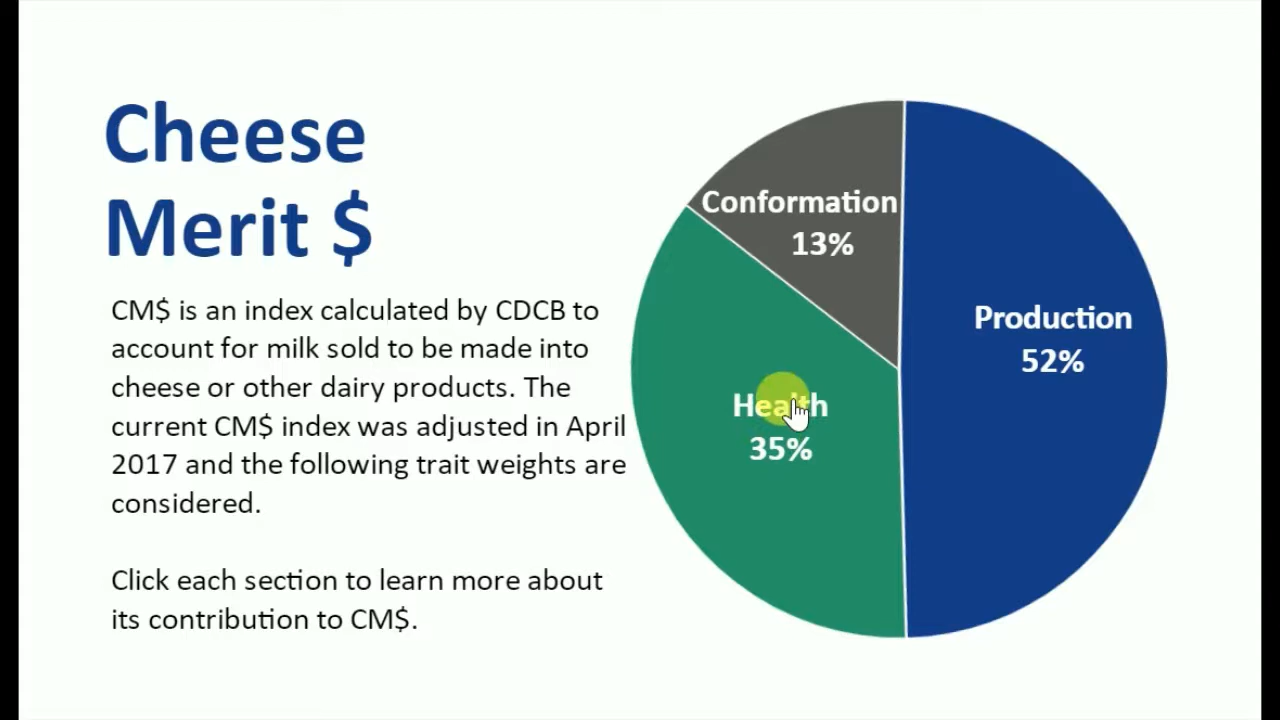 Cheese
Merit $
CM$ is an index calculated by CDCB to
account for milk sold to be made into
cheese or other dairy products. The
current CM$ index was adjusted in April
2017 and the following trait weights are
considered.
Click each section to learn more about
its contribution to CM$.
Conformation
13%
Production
52%
Health
35%